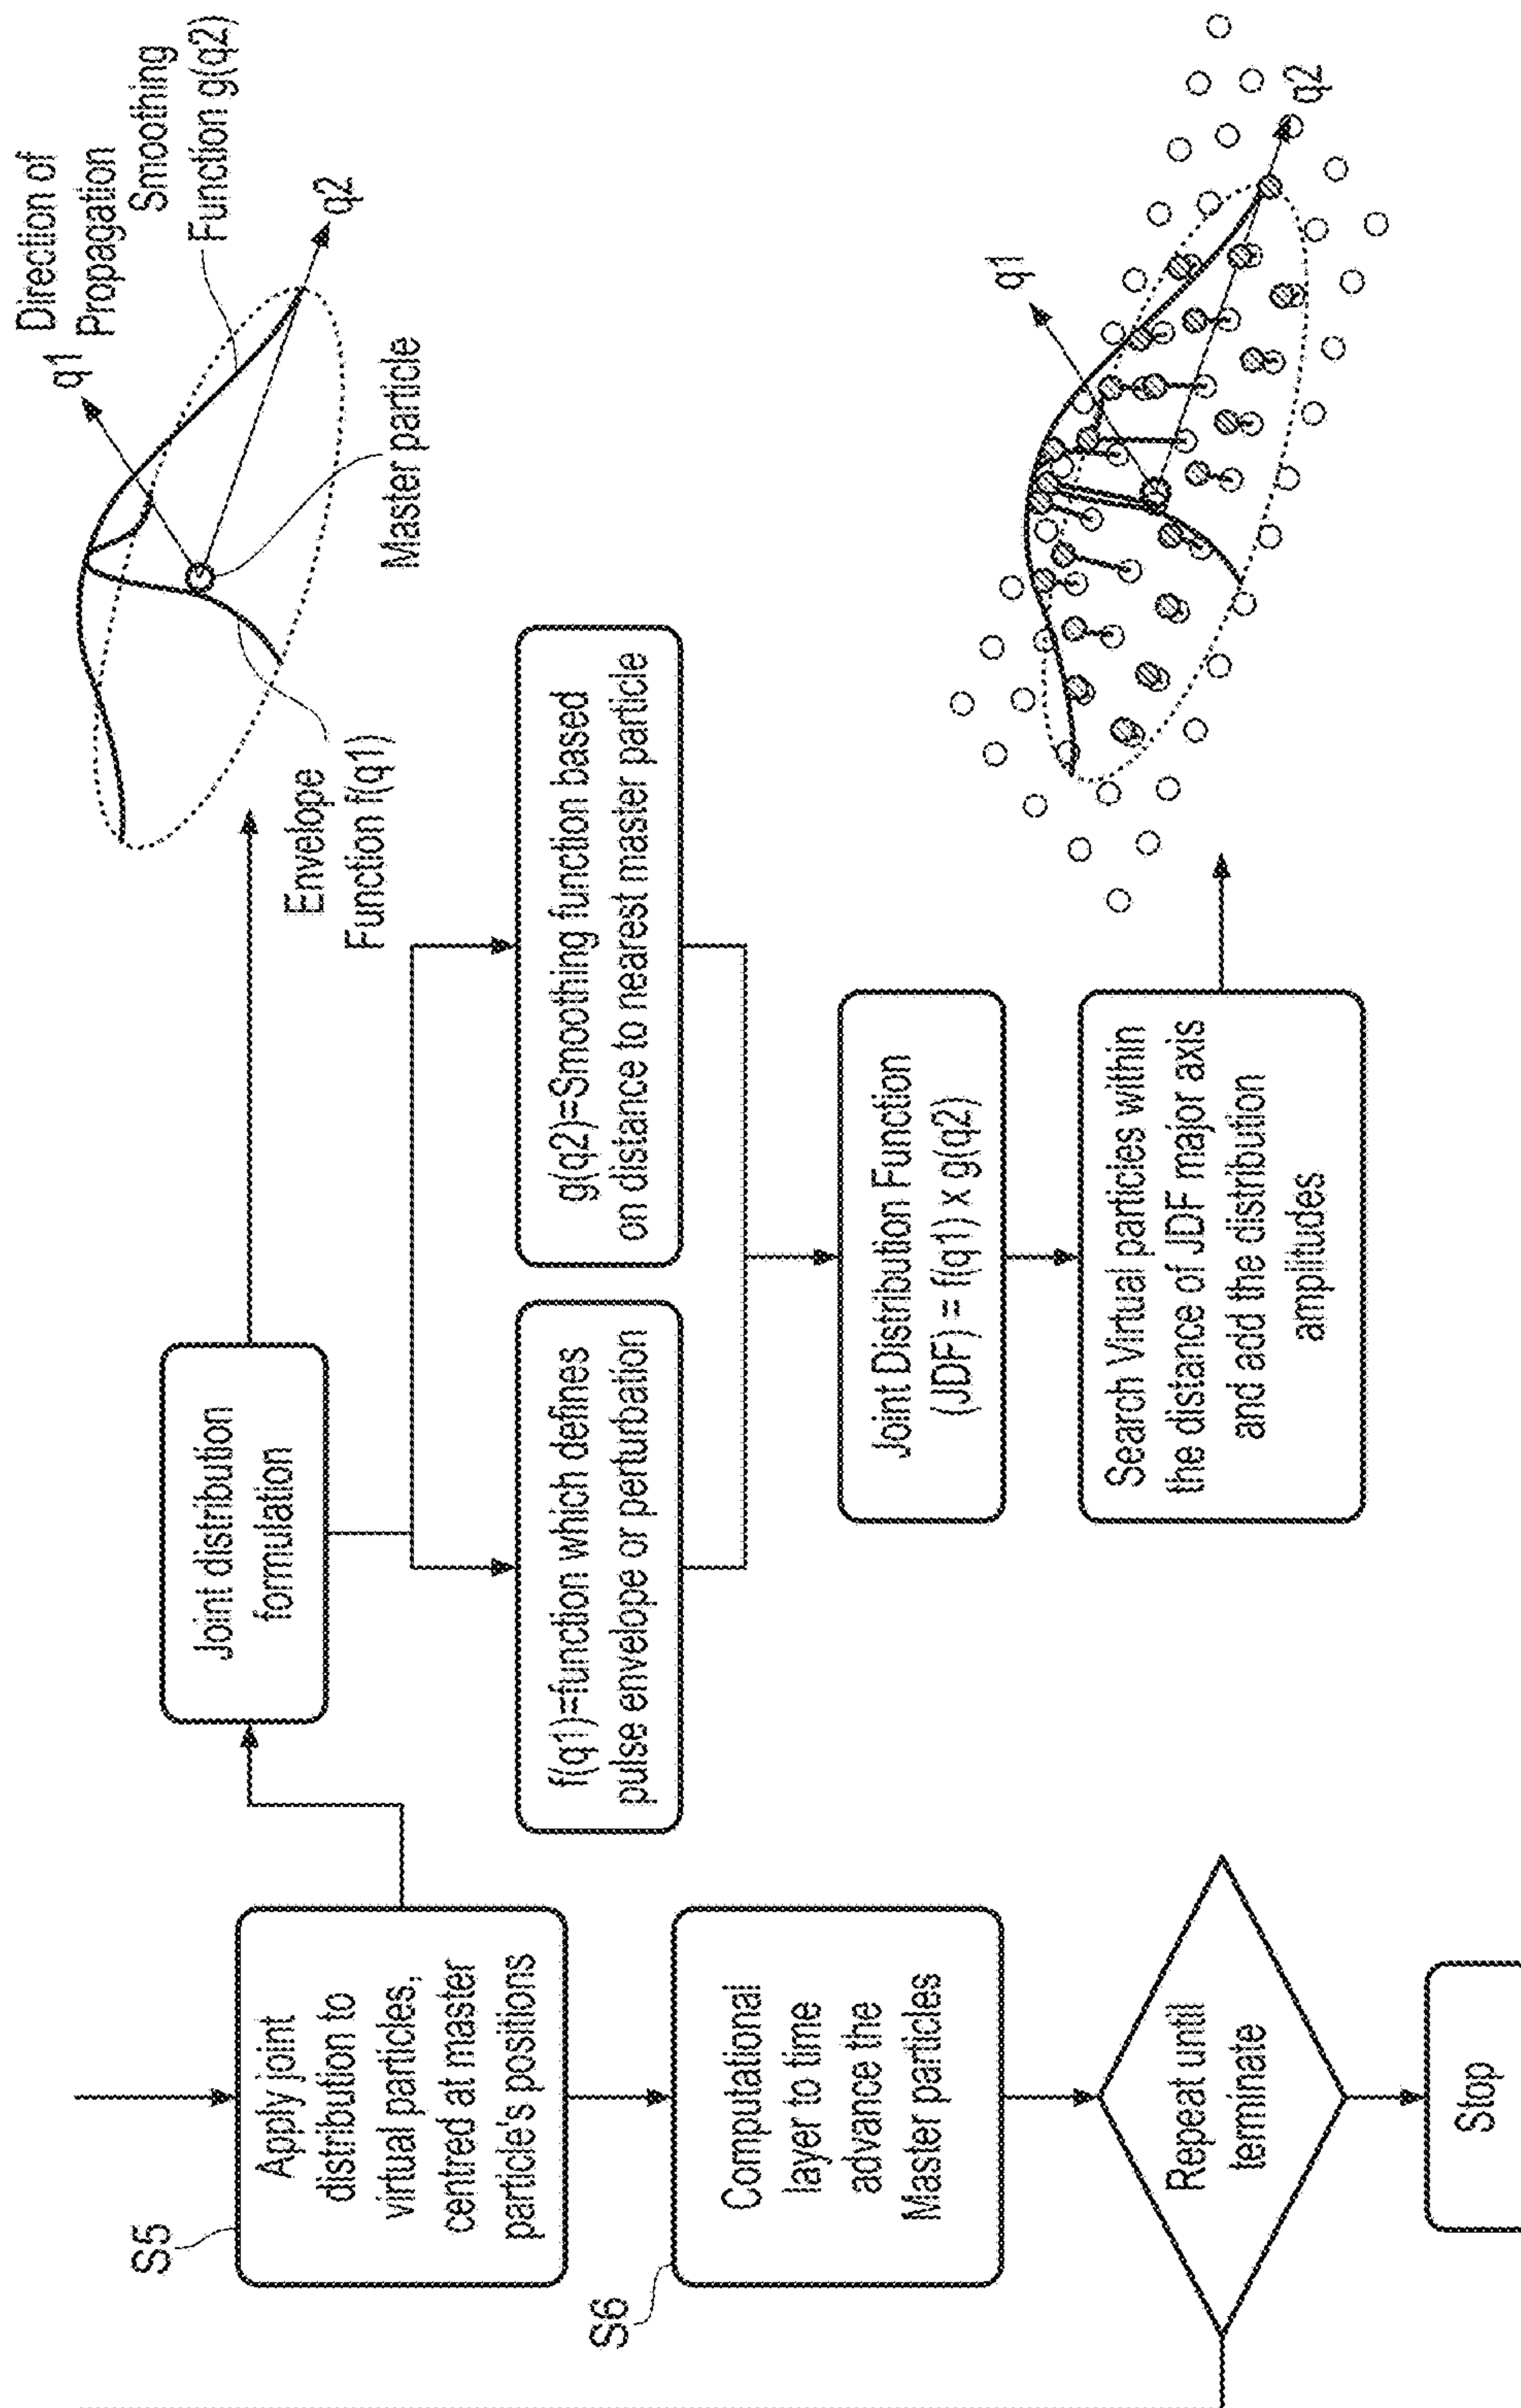 S5
Apply joint
distribution to
virtual particles,
centred at master
particle's positions
S6
Computational
layer to time
advance the
Master particles
Repeat until
terminate
Stop
Joint distribution
formulation
f(q1)=function which defines
pulse envelope or perturbation
g(q2)=Smoothing function based
on distance to nearest master particle
Joint Distribution Function
(JDF) = f(q1) x g(q2)
Search Virtual particles within
the distance of JDF major axis
and add the distribution
amplitudes
Direction of
Propagation
q1
Smoothing
Function g(q2)
q2
Master particle
Envelope
Function f(q1)
q1
q2